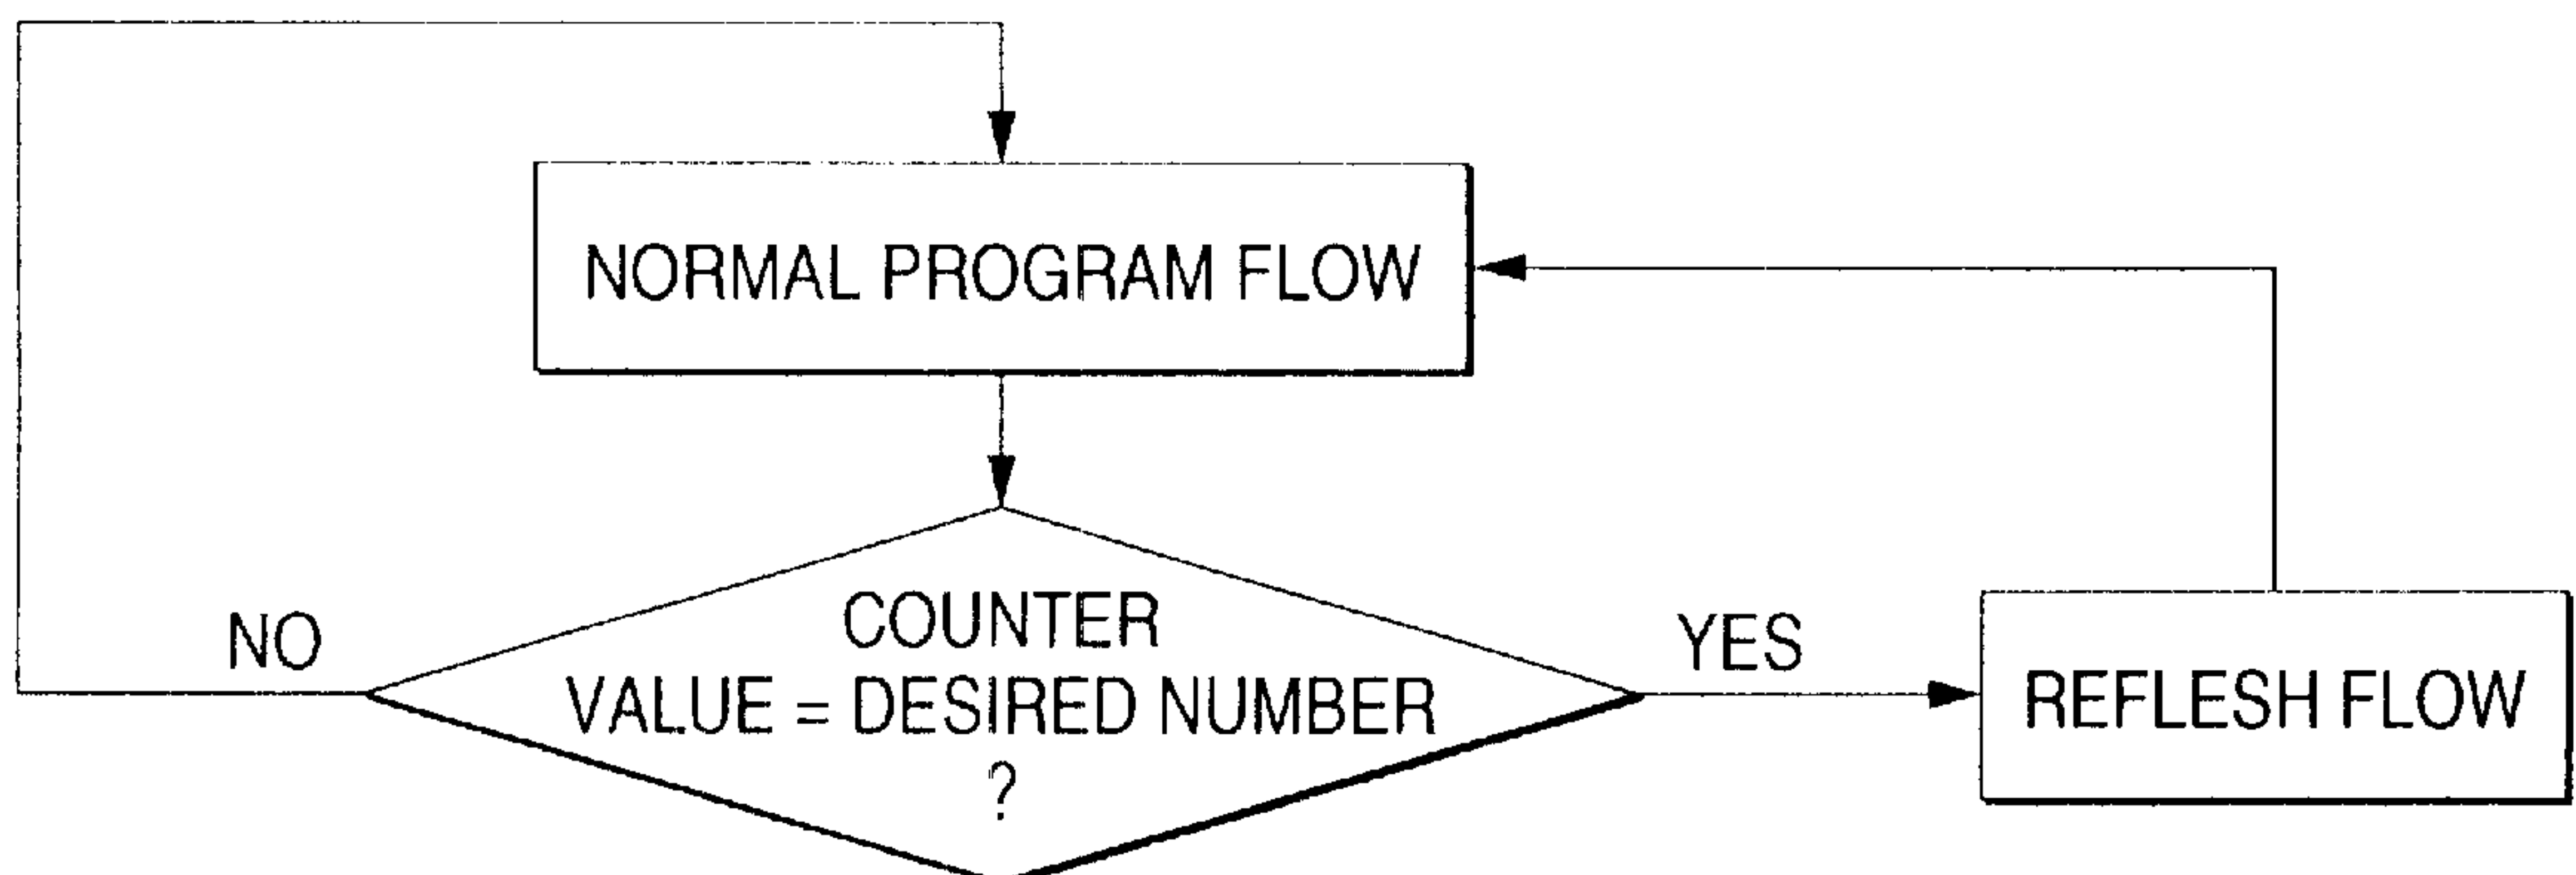 NORMAL PROGRAM FLOW
COUNTER
VALUE = DESIRED NUMBER
?
NO
YES
REFLESH FLOW